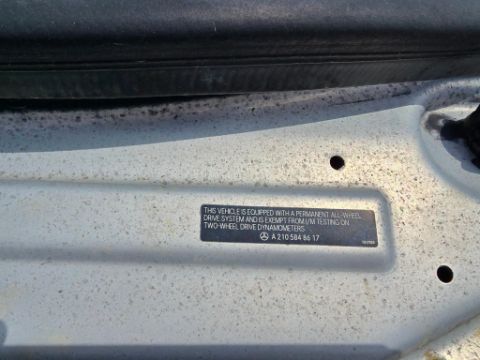 THIS VEHICLE IS EQUIPPED WITH A PERMANENT ALL-WHEEL
DRIVE SYSTEM AND IS EXEMPT FROM I/M TESTING ON
TWO-WHEEL DRIVE DYNAMOMETERS
A 210 584 86 17